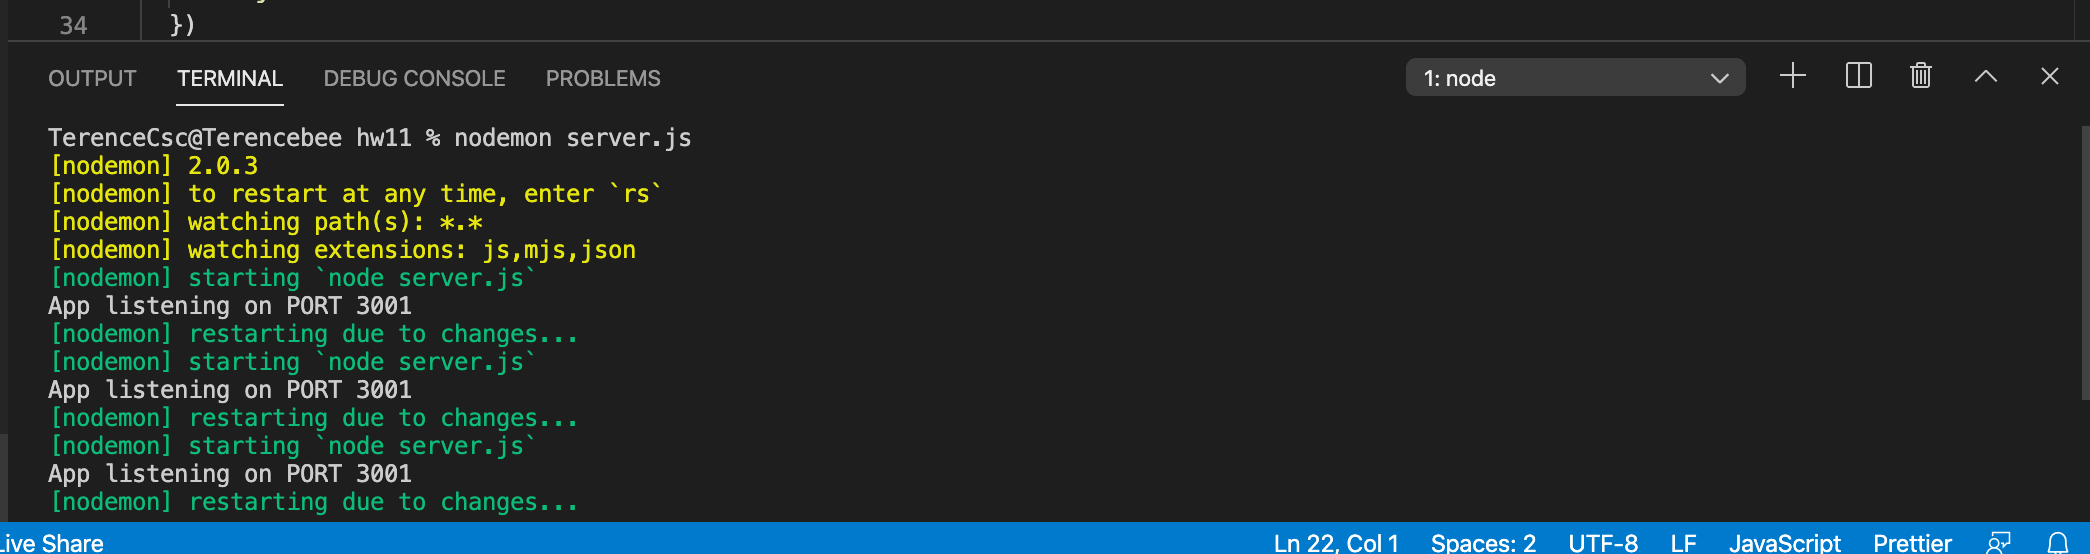 34 })
OUTPUT TERMINAL DEBUG CONSOLE PROBLEMS 1: node
TerenceCsc@Terencebee hw11 % nodemon server.js
[nodemon] 2.0.3
[nodemon] to restart at any time, enter `rs`
[nodemon] watching path(s): *.*
[nodemon] watching extensions: js,mjs,json
[nodemon] starting `node server.js`
App listening on PORT 3001
[nodemon] restarting due to changes...
[nodemon] starting `node server.js`
App listening on PORT 3001
[nodemon] restarting due to changes...
[nodemon] starting `node server.js`
App listening on PORT 3001
[nodemon] restarting due to changes...
Live Share Ln 22, Col 1 Spaces: 2 UTF-8 LF JavaScript Prettier